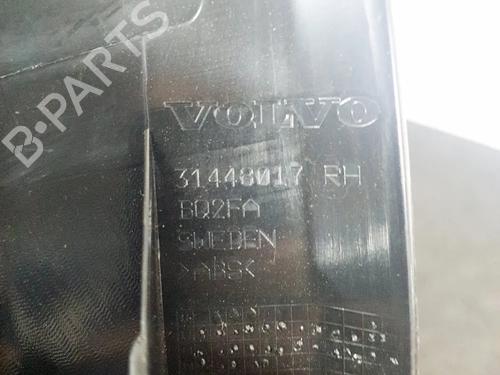 B-PARTS
VOLVO
31448017 RH
BQ2FA
SWEDEN
>ABS<